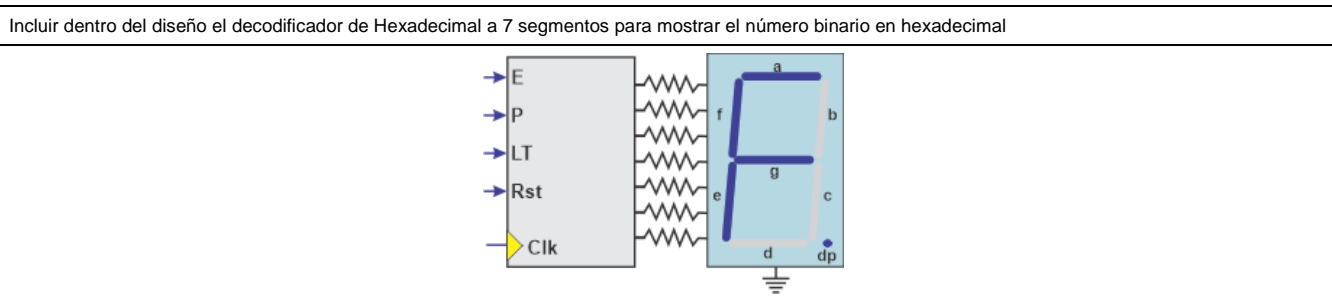 Incluir dentro del diseño el decodificador de Hexadecimal a 7 segmentos para mostrar el número binario en hexadecimal
E
P
LT
Rst
Clk
a
f
b
g
e
c
d
dp